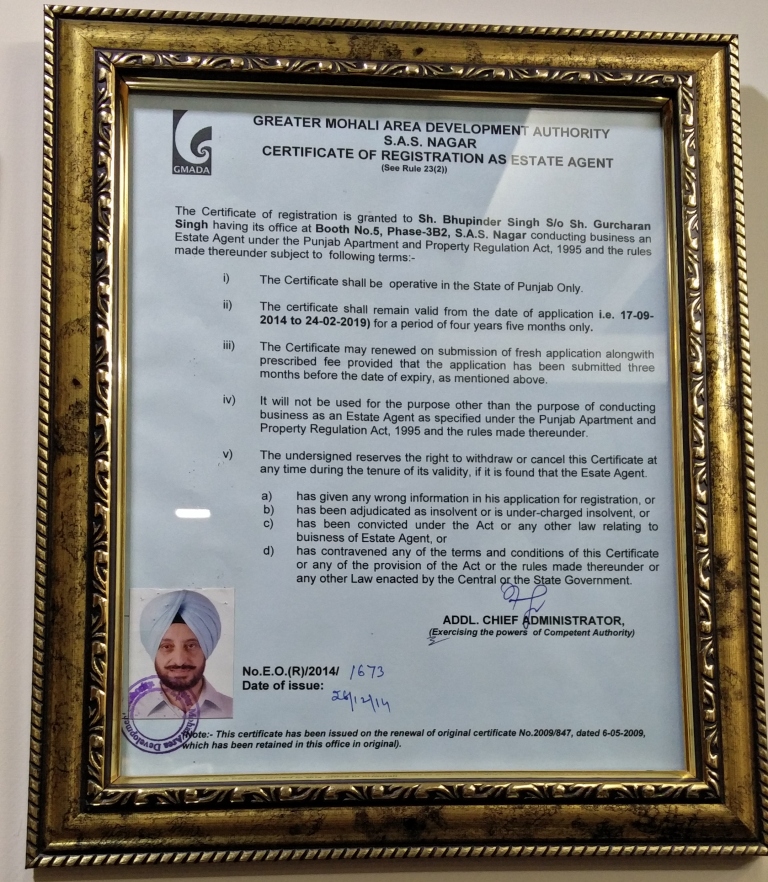 GMADA
GREATER MOHALI AREA DEVELOPMENT AUTHORITY
S.A.S. NAGAR
CERTIFICATE OF REGISTRATION AS ESTATE AGENT
(See Rule 23(2))
The Certificate of registration is granted to Sh. Bhupinder Singh S/o Sh. Gurcharan
Singh having its office at Booth No.5, Phase-3B2, S.A.S. Nagar conducting business an
Estate Agent under the Punjab Apartment and Property Regulation Act, 1995 and the rules
made thereunder subject to following terms:-
i) The Certificate shall be operative in the State of Punjab Only.
ii) The certificate shall remain valid from the date of application i.e. 17-09-
2014 to 24-02-2019) for a period of four years five months only.
iii) The Certificate may renewed on submission of fresh application alongwith
prescribed fee provided that the application has been submitted three
months before the date of expiry, as mentioned above.
iv) It will not be used for the purpose other than the purpose of conducting
business as an Estate Agent as specified under the Punjab Apartment and
Property Regulation Act, 1995 and the rules made thereunder.
v) The undersigned reserves the right to withdraw or cancel this Certificate at
any time during the tenure of its validity, if it is found that the Esate Agent.
a) has given any wrong information in his application for registration, or
b) has been adjudicated as insolvent or is under-charged insolvent, or
c) has been convicted under the Act or any other law relating to
buisness of Estate Agent, or
d) has contravened any of the terms and conditions of this Certificate
or any of the provision of the Act or the rules made thereunder or
any other Law enacted by the Central or the State Government.
ADDL. CHIEF ADMINISTRATOR,
(Exercising the powers of Competent Authority)
No.E.O.(R)/2014/ 1673
Date of issue: 26/12/14
Area Developmen
(Note:- This certificate has been issued on the renewal of original certificate No.2009/847, dated 6-05-2009,
which has been retained in this office in original).